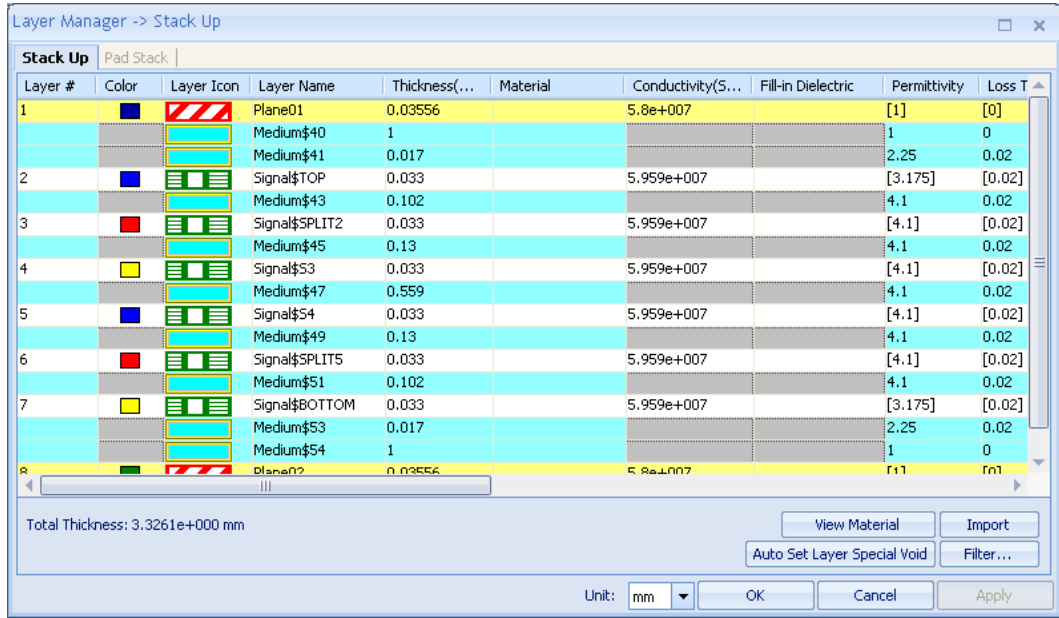 Layer Manager -> Stack Up
Stack Up Pad Stack
Layer # Color Layer Icon Layer Name Thickness(... Material Conductivity(S... Fill-in Dielectric Permittivity Loss T
1 Plane01 0.03556 5.8e+007 [1] [0]
Medium$40 1 1 0
Medium$41 0.017 2.25 0.02
2 Signal$TOP 0.033 5.959e+007 [3.175] [0.02]
Medium$43 0.102 4.1 0.02
3 Signal$SPLIT2 0.033 5.959e+007 [4.1] [0.02]
Medium$45 0.13 4.1 0.02
4 Signal$S3 0.033 5.959e+007 [4.1] [0.02]
Medium$47 0.559 4.1 0.02
5 Signal$S4 0.033 5.959e+007 [4.1] [0.02]
Medium$49 0.13 4.1 0.02
6 Signal$SPLIT5 0.033 5.959e+007 [4.1] [0.02]
Medium$51 0.102 4.1 0.02
7 Signal$BOTTOM 0.033 5.959e+007 [3.175] [0.02]
Medium$53 0.017 2.25 0.02
Medium$54 1 1 0
8 Plane02 0.03556 5.8e+007 [1] [0]
Total Thickness: 3.3261e+000 mm
View Material Import
Auto Set Layer Special Void Filter...
Unit: mm OK Cancel Apply